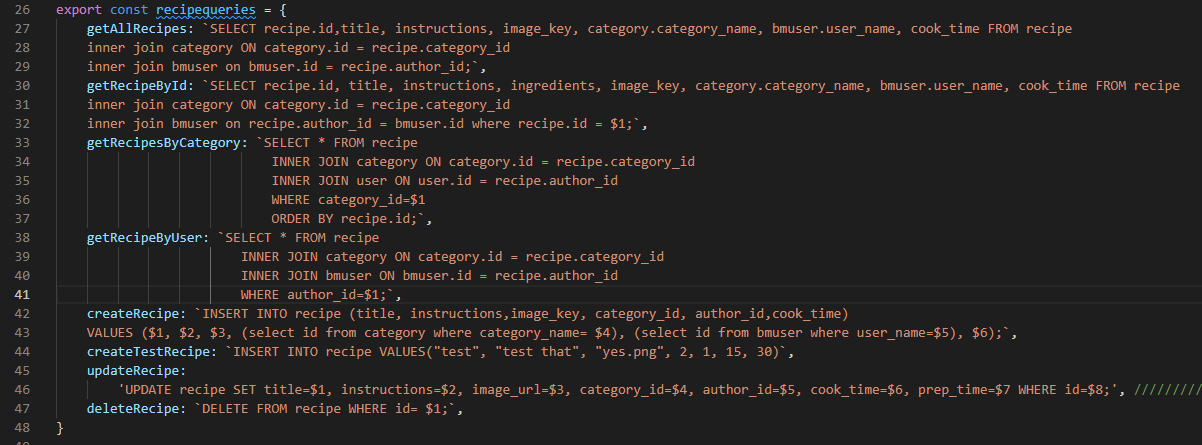 26 export const recipequeries = {
27 getAllRecipes: `SELECT recipe.id,title, instructions, image_key, category.category_name, bmuser.user_name, cook_time FROM recipe
28 inner join category ON category.id = recipe.category_id
29 inner join bmuser on bmuser.id = recipe.author_id;`,
30 getRecipeById: `SELECT recipe.id, title, instructions, ingredients, image_key, category.category_name, bmuser.user_name, cook_time FROM recipe
31 inner join category ON category.id = recipe.category_id
32 inner join bmuser on recipe.author_id = bmuser.id where recipe.id = $1;`,
33 getRecipesByCategory: `SELECT * FROM recipe
34 INNER JOIN category ON category.id = recipe.category_id
35 INNER JOIN user ON user.id = recipe.author_id
36 WHERE category_id=$1
37 ORDER BY recipe.id;`,
38 getRecipeByUser: `SELECT * FROM recipe
39 INNER JOIN category ON category.id = recipe.category_id
40 INNER JOIN bmuser ON bmuser.id = recipe.author_id
41 WHERE author_id=$1;`,
42 createRecipe: `INSERT INTO recipe (title, instructions,image_key, category_id, author_id,cook_time)
43 VALUES ($1, $2, $3, (select id from category where category_name= $4), (select id from bmuser where user_name=$5), $6);`,
44 createTestRecipe: `INSERT INTO recipe VALUES("test", "test that", "yes.png", 2, 1, 15, 30)`,
45 updateRecipe:
46 'UPDATE recipe SET title=$1, instructions=$2, image_url=$3, category_id=$4, author_id=$5, cook_time=$6, prep_time=$7 WHERE id=$8;', /////////
47 deleteRecipe: `DELETE FROM recipe WHERE id= $1;`,
48 }